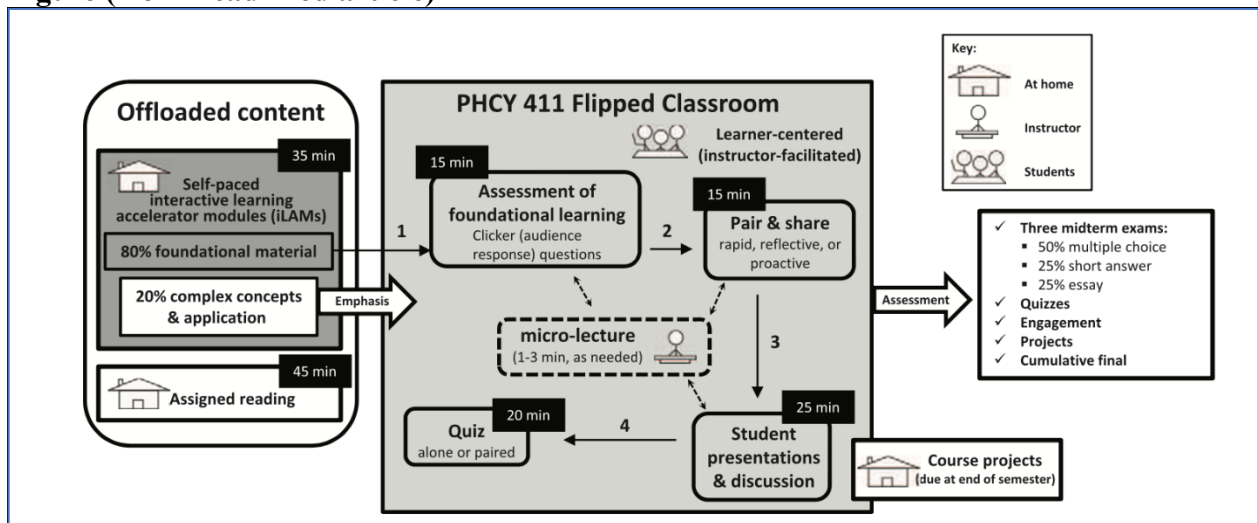 Offloaded content
35 min
Self-paced
interactive learning
accelerator modules (iLAMs)
80% foundational material
20% complex concepts
& application
45 min
Assigned reading
1
Emphasis
PHCY 411 Flipped Classroom
Learner-centered
(instructor-facilitated)
15 min
Assessment of
foundational learning
Clicker (audience
response) questions
2
15 min
Pair & share
rapid, reflective, or
proactive
micro-lecture
(1-3 min, as needed)
3
25 min
Student
presentations
& discussion
4
20 min
Quiz
alone or paired
Key:
At home
Instructor
Students
Assessment
✓ Three midterm exams:
▪ 50% multiple choice
▪ 25% short answer
▪ 25% essay
✓ Quizzes
✓ Engagement
✓ Projects
✓ Cumulative final
Course projects
(due at end of semester)